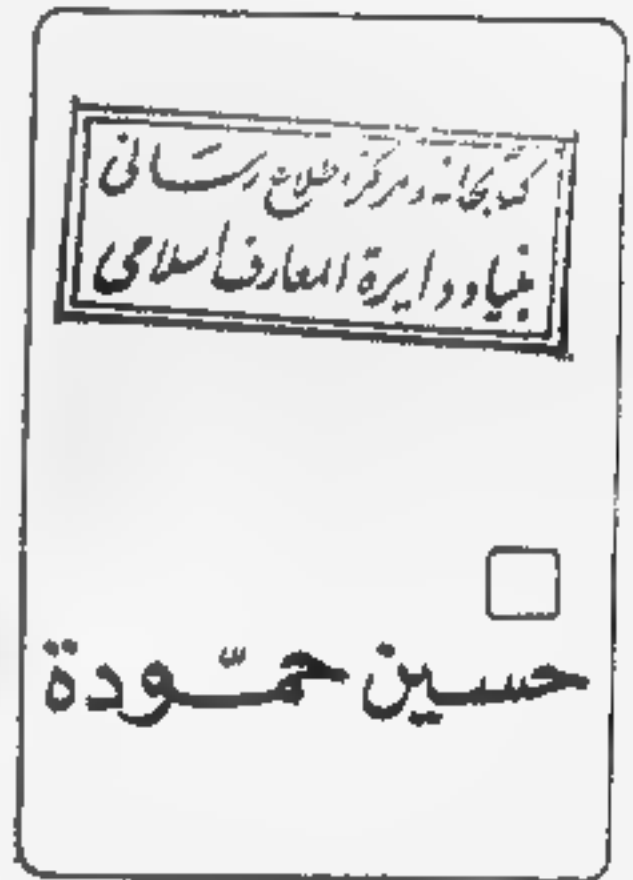 کتابخانه و مرکز اطلاع رسانی
بنیاد دایرة المعارف اسلامی
حسين حمّودة